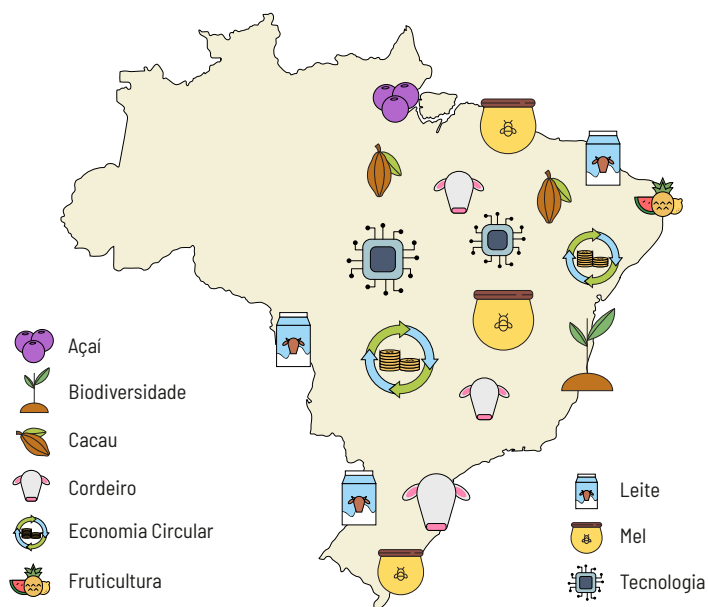 Açaí
Biodiversidade
Cacau
Cordeiro
Economia Circular
Fruticultura
Leite
Mel
Tecnologia